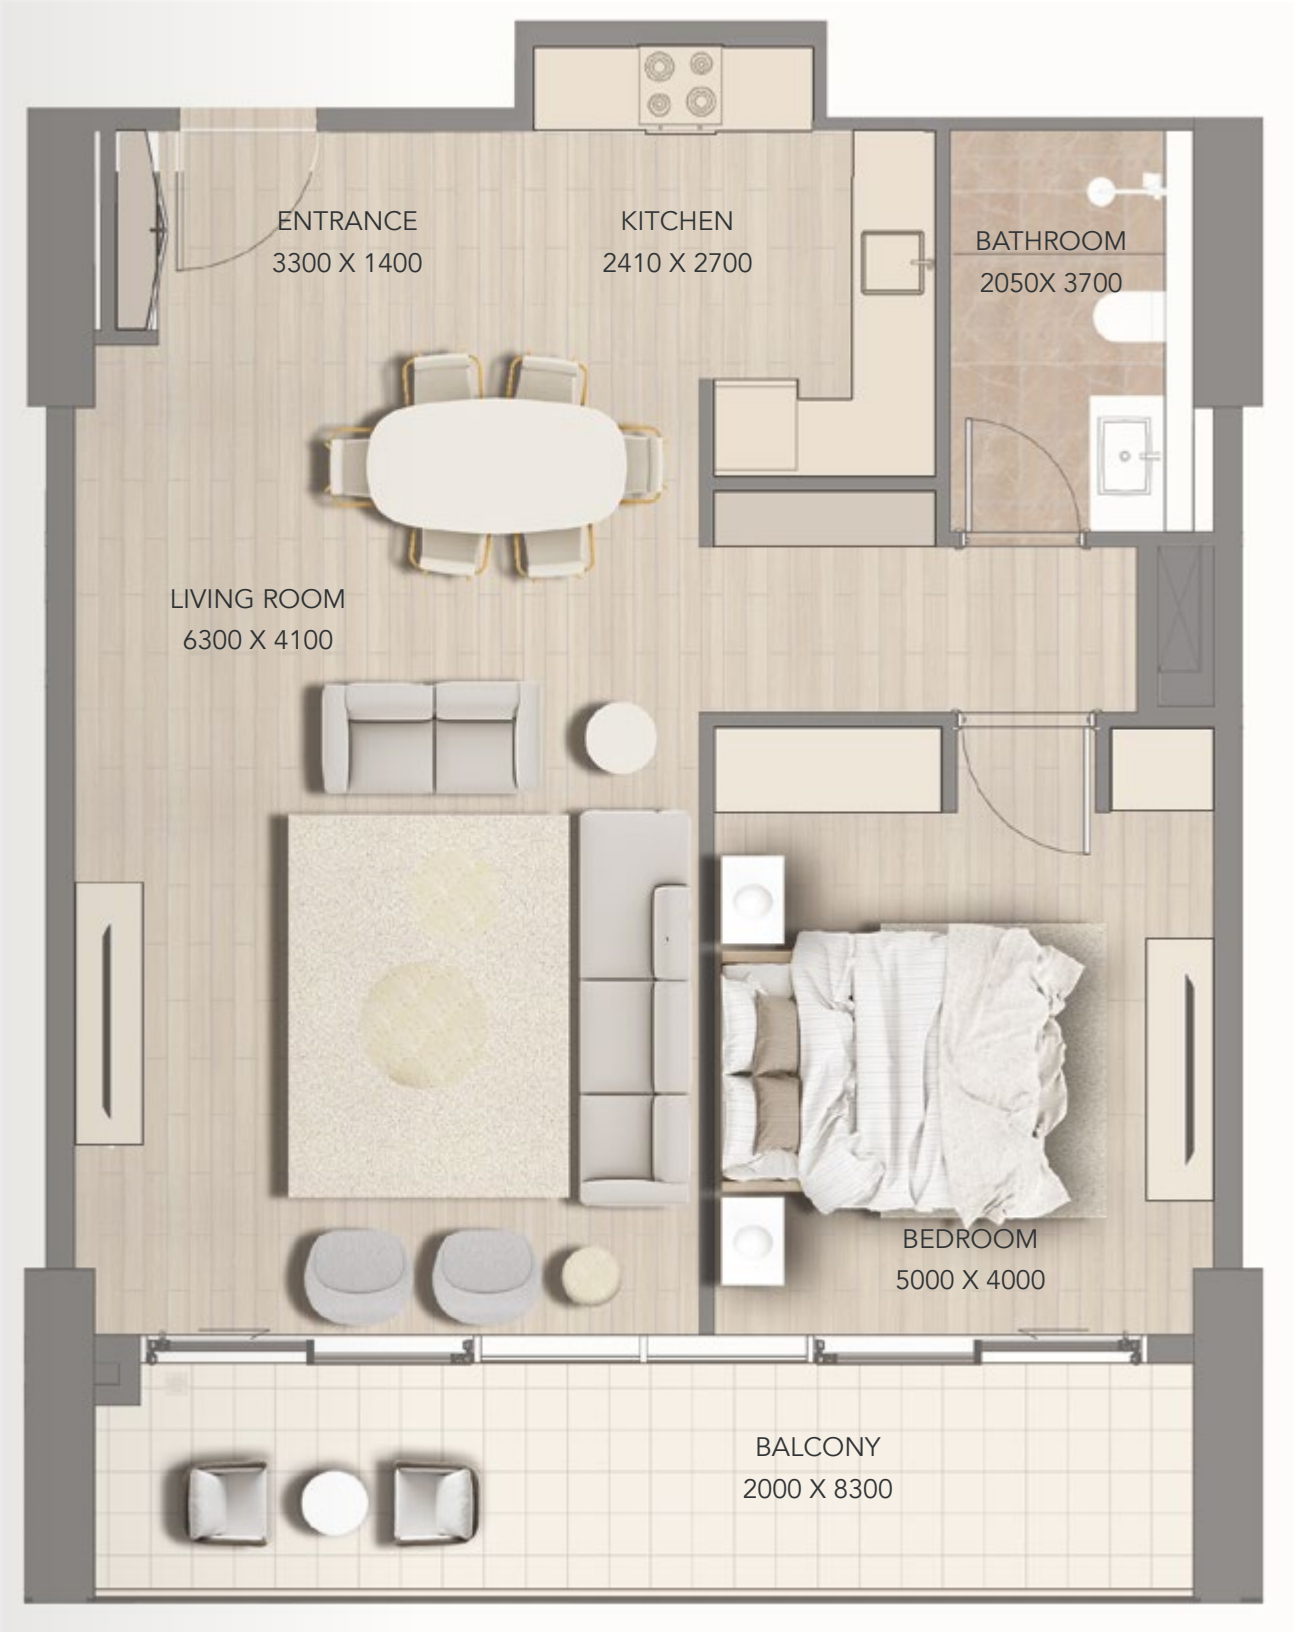 ENTRANCE
3300 X 1400
KITCHEN
2410 X 2700
BATHROOM
2050X 3700
LIVING ROOM
6300 X 4100
BEDROOM
5000 X 4000
BALCONY
2000 X 8300